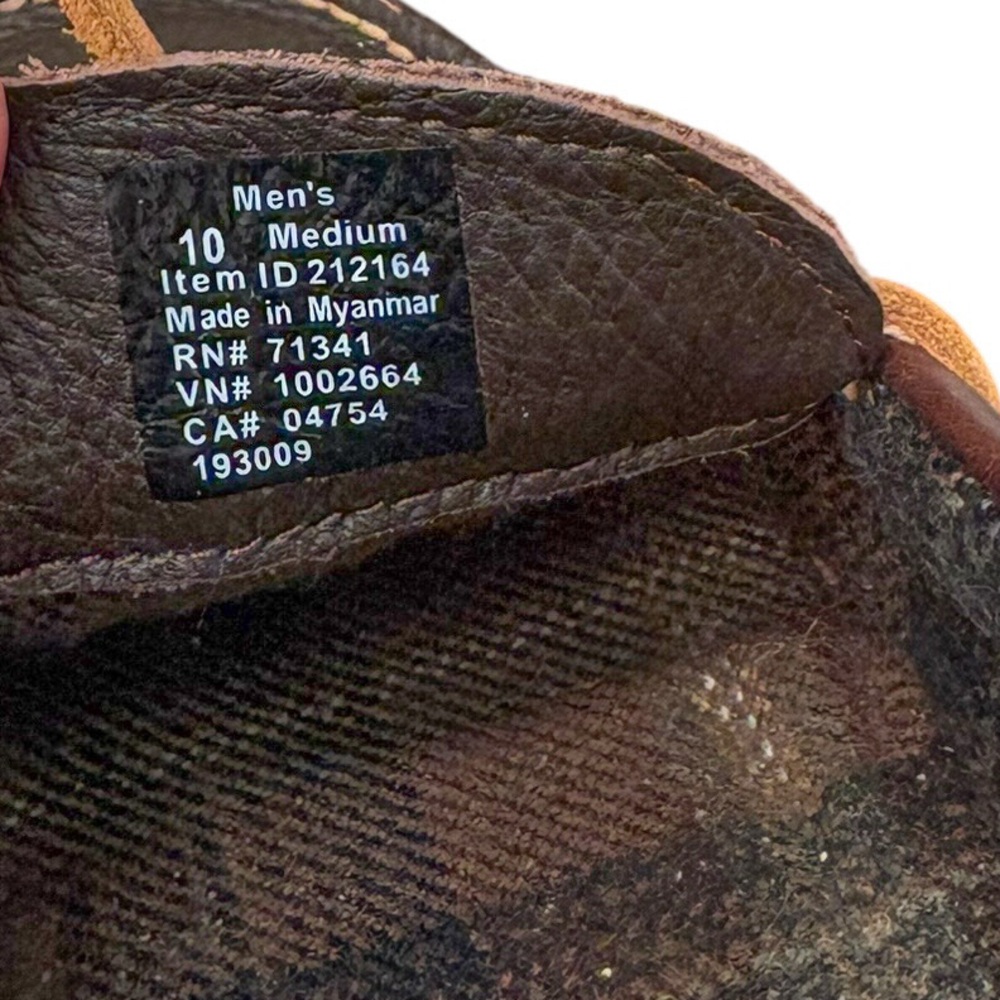 Men's
10 Medium
Item ID 212164
Made in Myanmar
RN# 71341
VN# 1002664
CA# 04754
193009